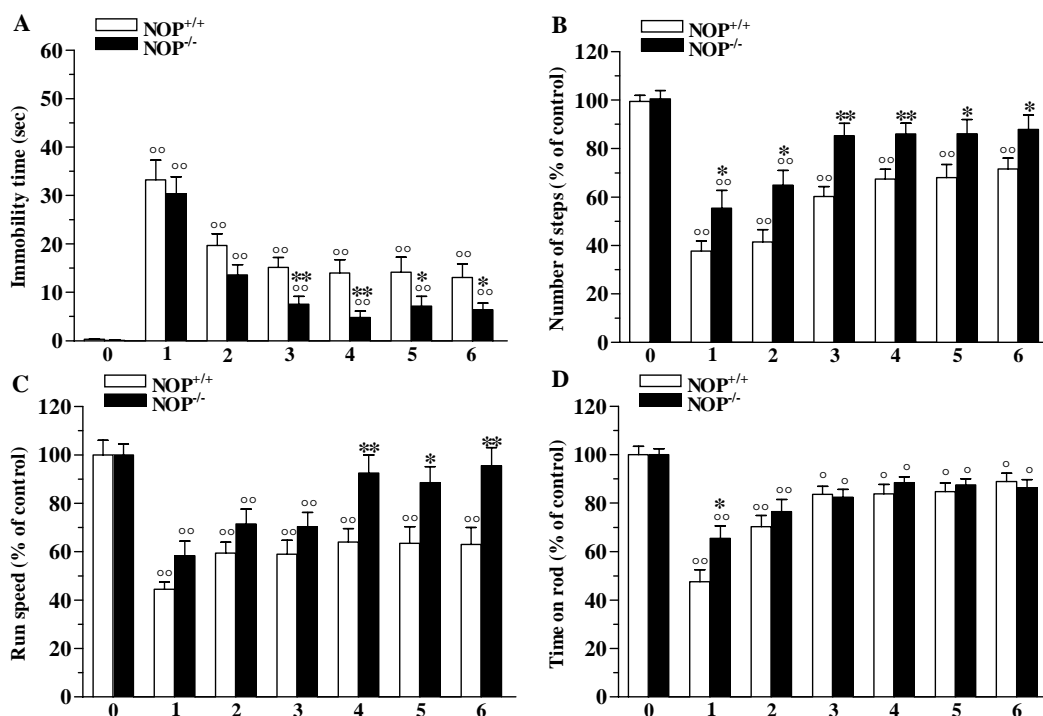 A
NOP+/+
NOP-/-
Immobility time (sec)
60
50
40
30
20
10
0
°° °° °° °° °° °° °° °° °° °° °° °°
** ** * *
0 1 2 3 4 5 6
B
NOP+/+
NOP-/-
Number of steps (% of control)
120
100
80
60
40
20
0
°° °° °° °° °° °° °° °°
* * ** ** * *
0 1 2 3 4 5 6
C
NOP+/+
NOP-/-
Run speed (% of control)
120
100
80
60
40
20
0
°° °° °° °° °° °° °° °° °°
** * **
0 1 2 3 4 5 6
D
NOP+/+
NOP-/-
Time on rod (% of control)
120
100
80
60
40
20
0
°° °° °° °° ° ° ° ° ° ° ° °
*
0 1 2 3 4 5 6